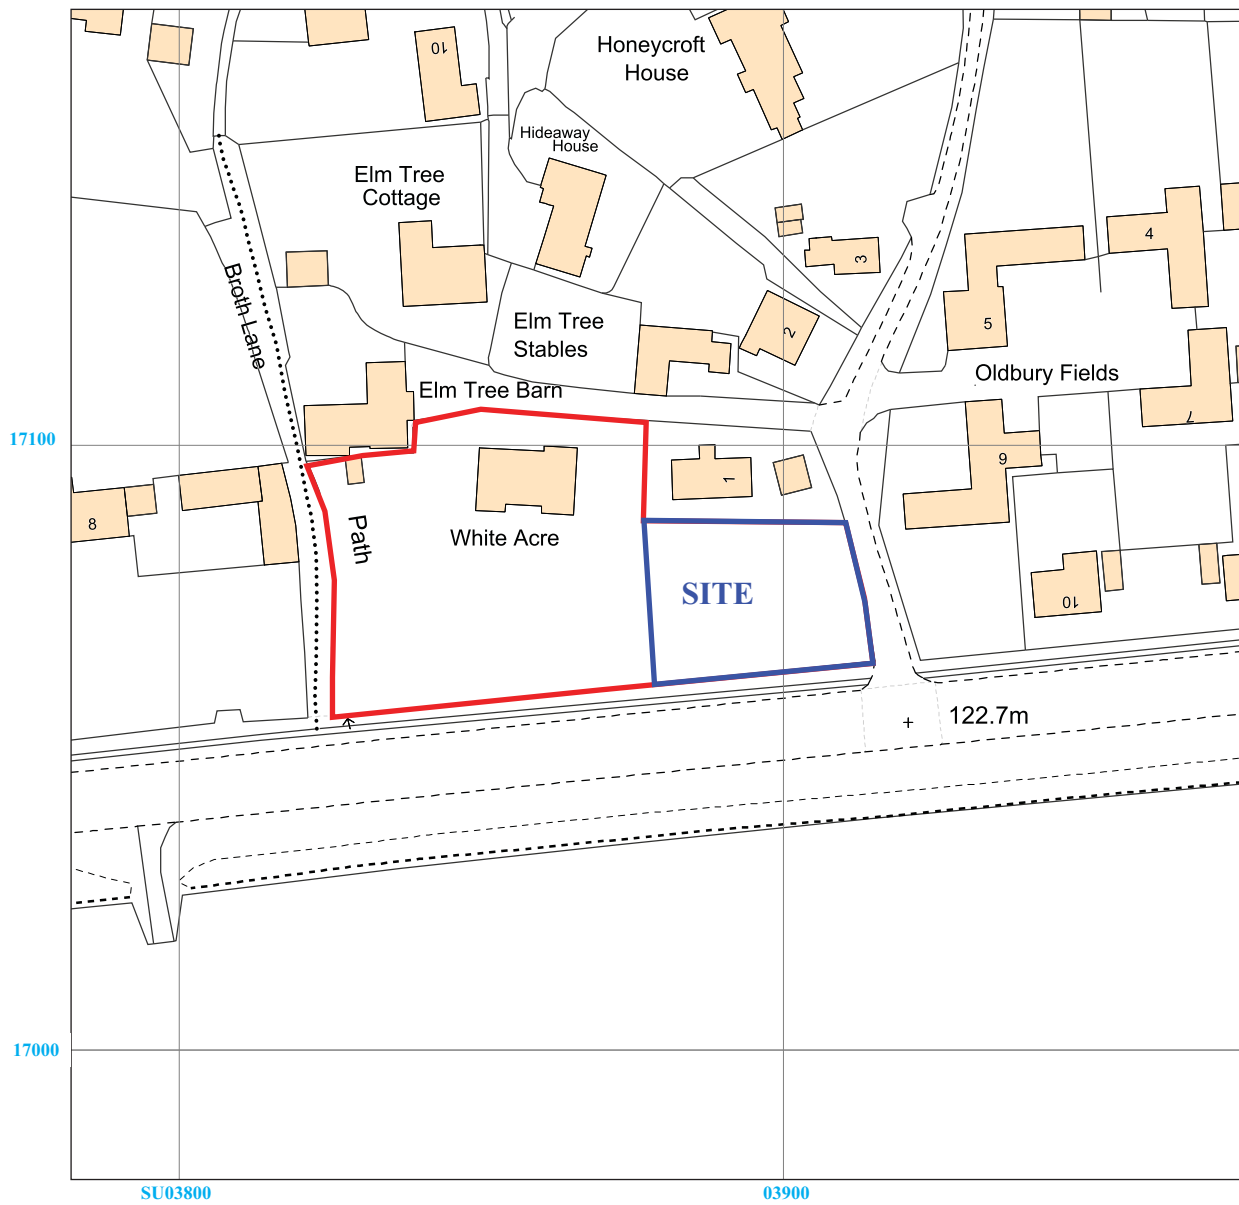 10
Honeycroft
House
Hideaway
House
Elm Tree
Cottage
4
3
Broth Lane
Elm Tree
Stables
2
5
Oldbury Fields
Elm Tree Barn
7
17100
9
1
8
Path
White Acre
SITE
10
122.7m
17000
SU03800
03900